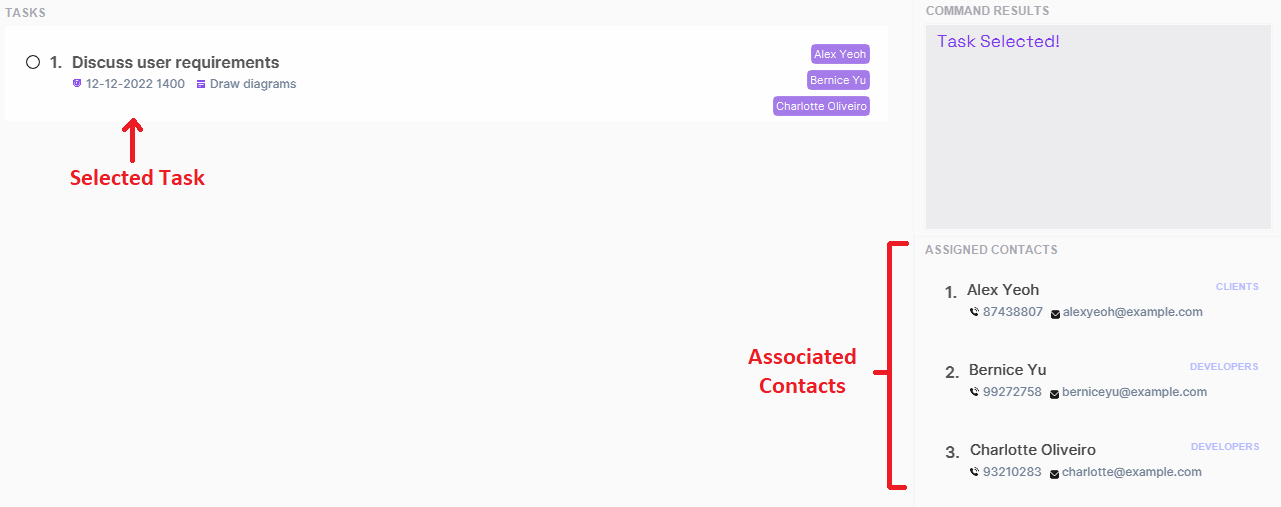 TASKS
1. Discuss user requirements
12-12-2022 1400 Draw diagrams
Alex Yeoh
Bernice Yu
Charlotte Oliveiro
Selected Task
COMMAND RESULTS
Task Selected!
Associated
Contacts
ASSIGNED CONTACTS
1. Alex Yeoh CLIENTS
87438807 alexyeoh@example.com
2. Bernice Yu DEVELOPERS
99272758 berniceyu@example.com
3. Charlotte Oliveiro DEVELOPERS
93210283 charlotte@example.com